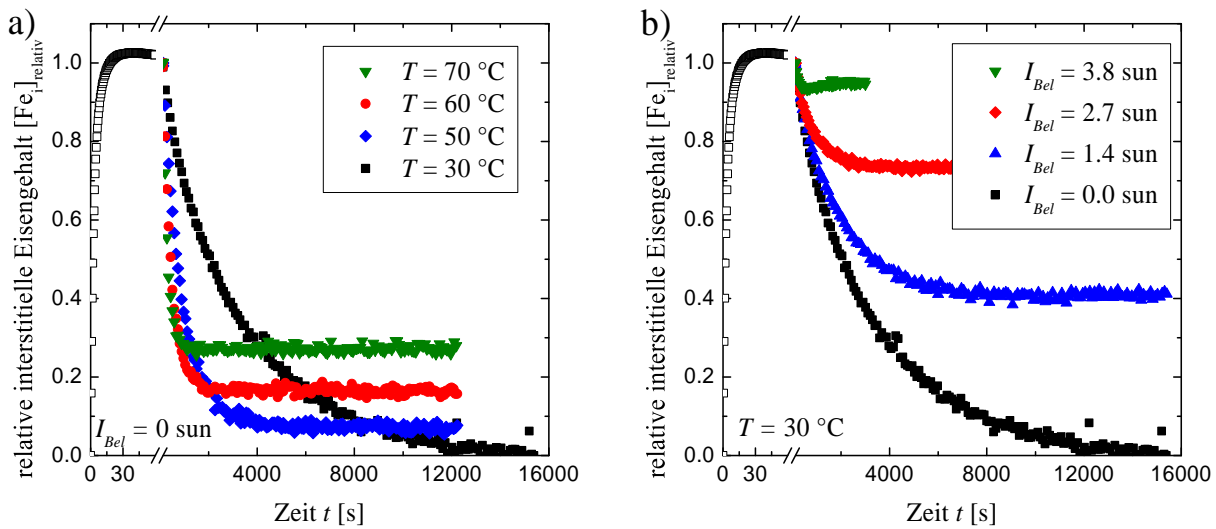 a)
relative interstitielle Eisengehalt [Fe_i]_relativ
1.0
0.8
0.6
0.4
0.2
0.0
T = 70 °C
T = 60 °C
T = 50 °C
T = 30 °C
I_Bel = 0 sun
0 30 4000 8000 12000 16000
Zeit t [s]
b)
relative interstitielle Eisengehalt [Fe_i]_relativ
1.0
0.8
0.6
0.4
0.2
0.0
I_Bel = 3.8 sun
I_Bel = 2.7 sun
I_Bel = 1.4 sun
I_Bel = 0.0 sun
T = 30 °C
0 30 4000 8000 12000 16000
Zeit t [s]